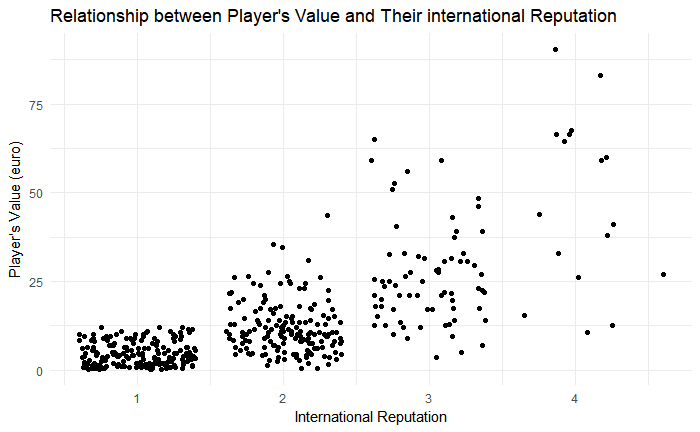 Relationship between Player's Value and Their international Reputation
Player's Value (euro)
75
50
25
0
1 2 3 4
International Reputation